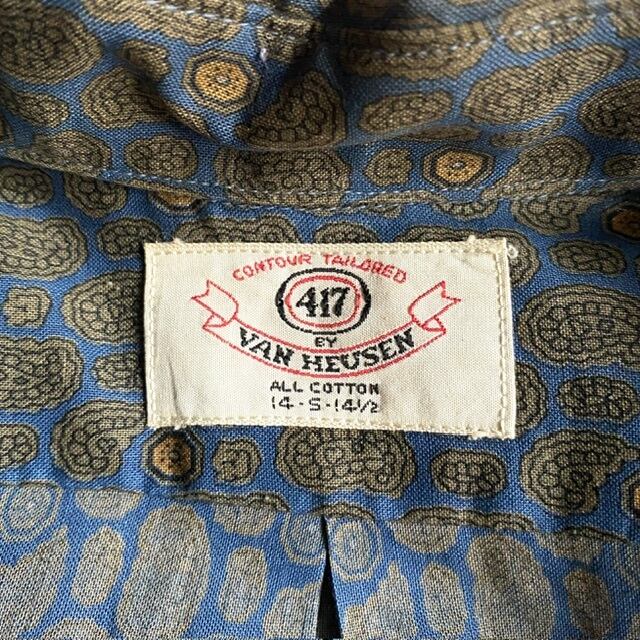 CONTOUR TAILORED
417
BY
VAN HEUSEN
ALL COTTON
14-S-14½